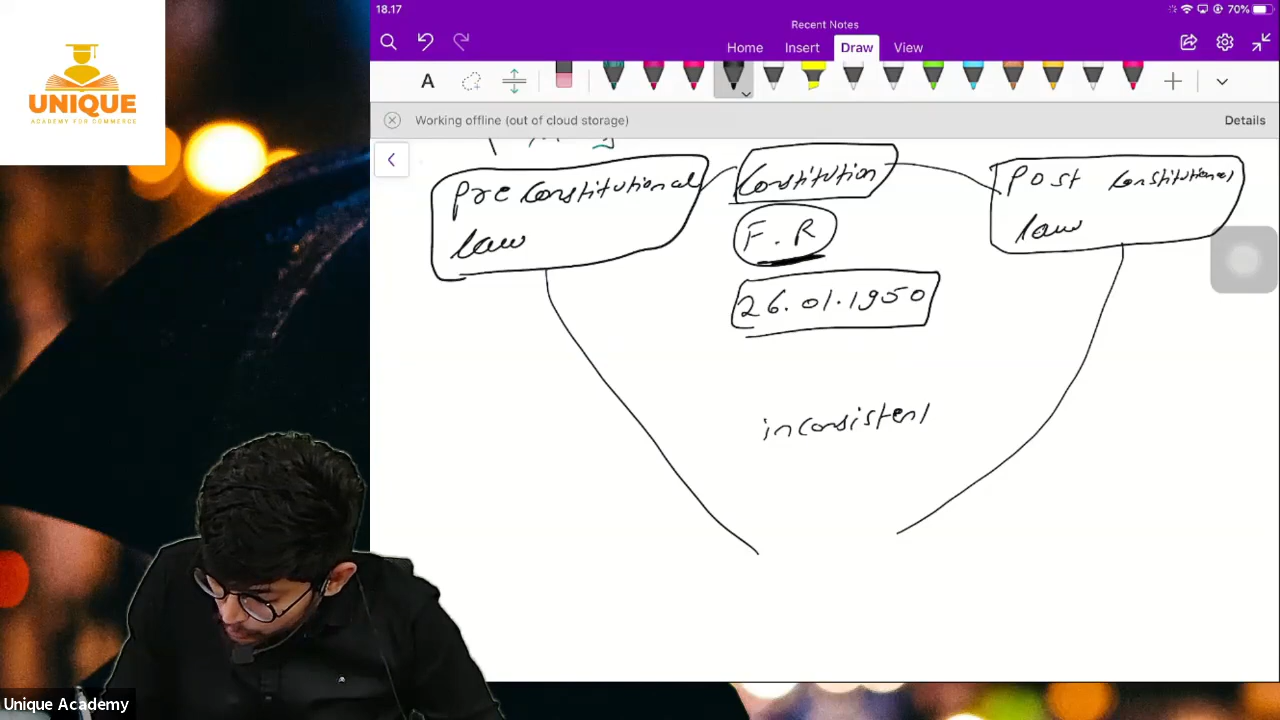 18.17
70%
Recent Notes
Home Insert Draw View
A
Working offline (out of cloud storage)
Details
UNIQUE
ACADEMY FOR COMMERCE
Pre Constitutional
law
Constitution
F.R
26.01.1950
Post Constitutional
law
inconsistent
Unique Academy